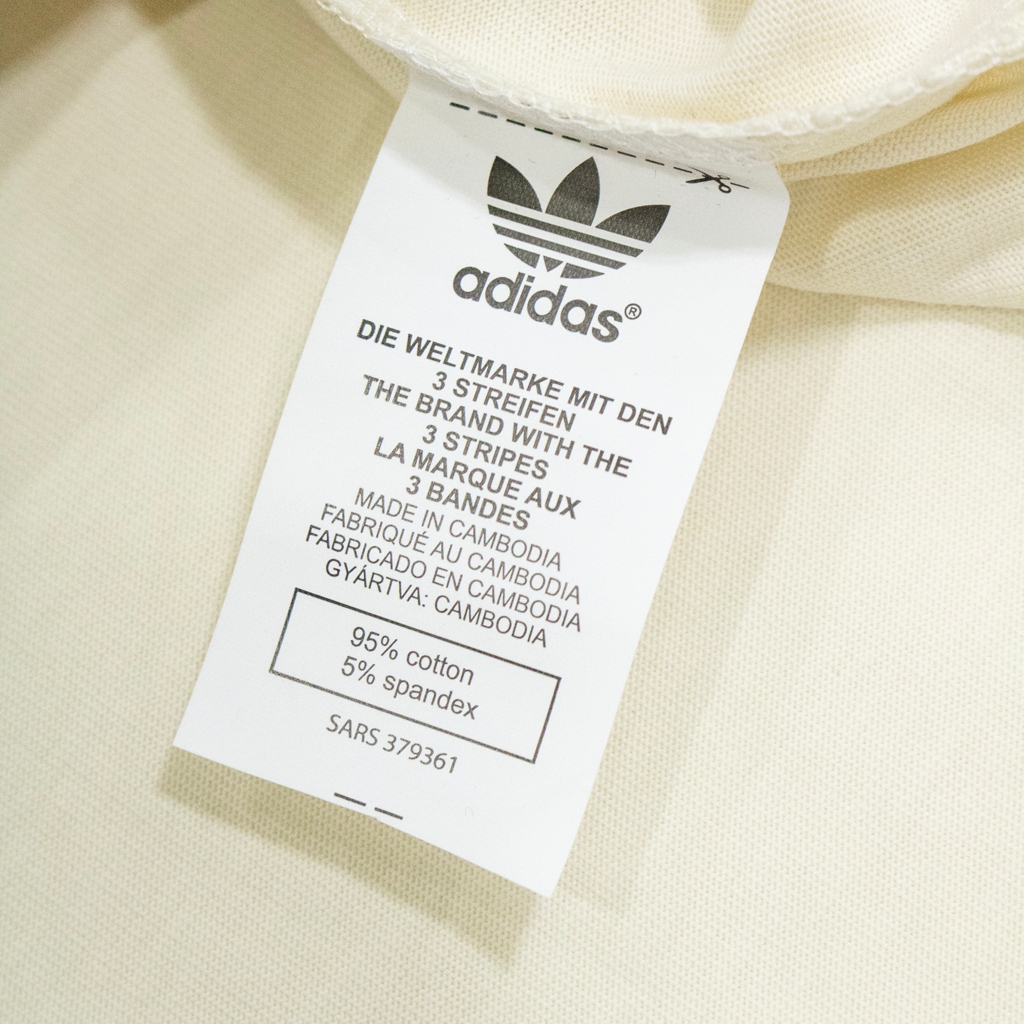 adidas®
DIE WELTMARKE MIT DEN
3 STREIFEN
THE BRAND WITH THE
3 STRIPES
LA MARQUE AUX
3 BANDES
MADE IN CAMBODIA
FABRIQUÉ AU CAMBODIA
FABRICADO EN CAMBODIA
GYÁRTVA: CAMBODIA
95% cotton
5% spandex
SARS 379361